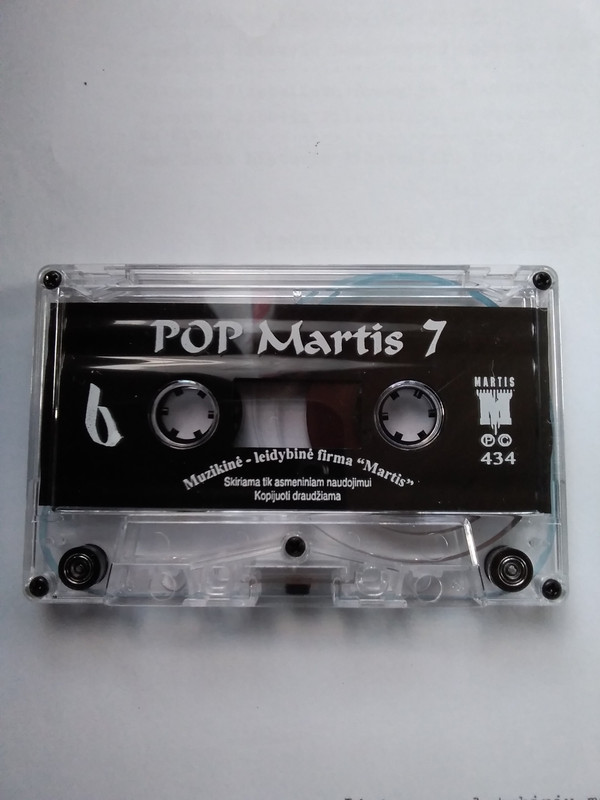 POP Martis 7
b
MARTIS
M
Ⓟ Ⓒ
434
Muzikinė - leidybinė firma “Martis”
Skiriama tik asmeniniam naudojimui
Kopijuoti draudžiama